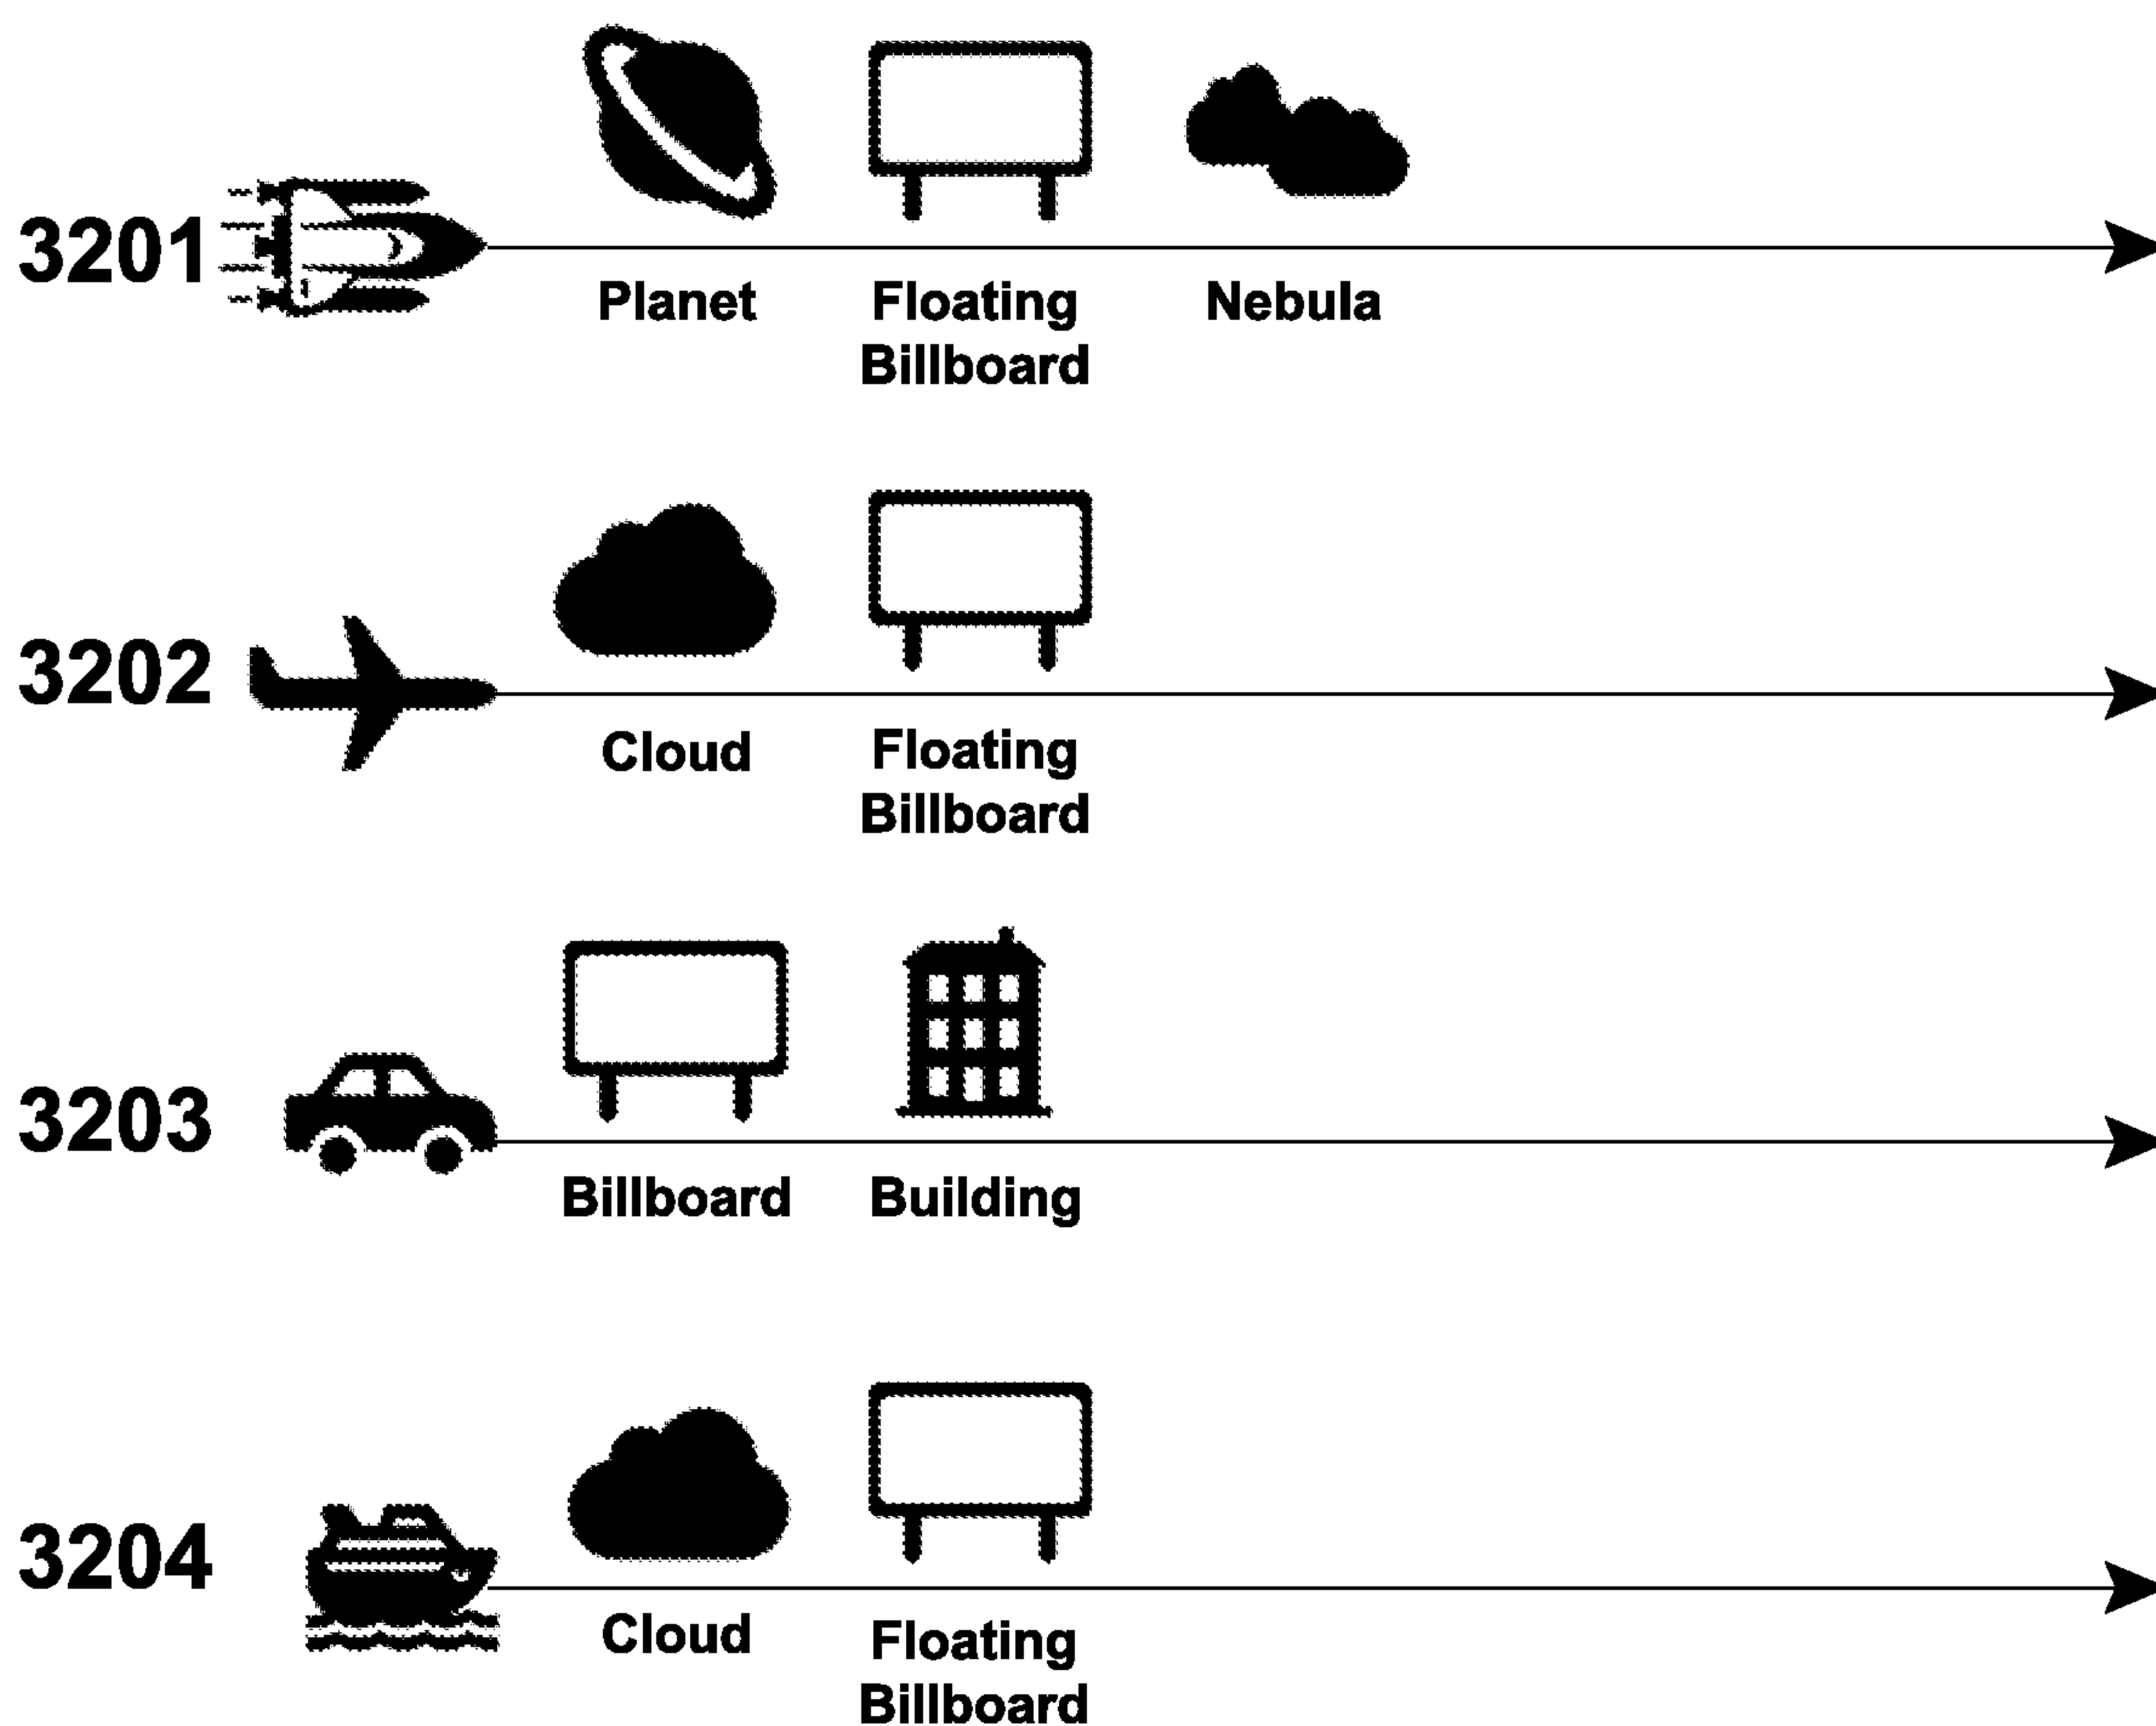 3201
Planet
Floating
Billboard
Nebula
3202
Cloud
Floating
Billboard
3203
Billboard
Building
3204
Cloud
Floating
Billboard